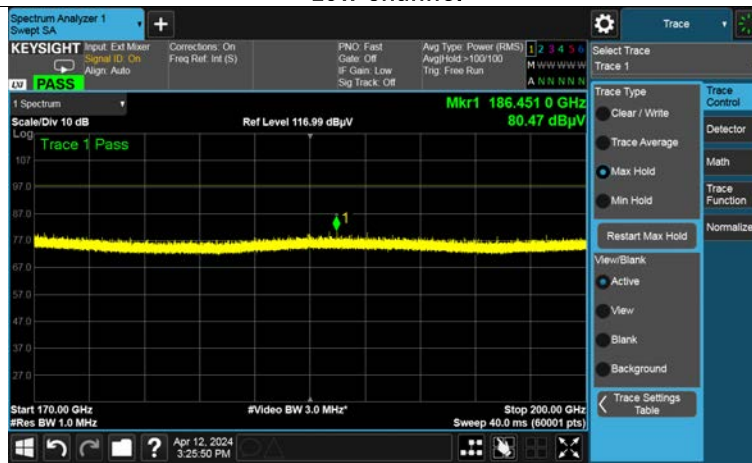 Spectrum Analyzer 1
Swept SA
Trace
KEYSIGHT
Input: Ext Mixer
Signal ID: On
Align: Auto
Corrections: On
Freq Ref: Int (S)
PNO: Fast
Gate: Off
IF Gain: Low
Sig Track: Off
Avg Type: Power (RMS)
Avg|Hold:>100/100
Trig: Free Run
1 2 3 4 5 6
M W W W W W
A N N N N N
LXI
PASS
Select Trace
Trace 1
1 Spectrum
Mkr1 186.451 0 GHz
Scale/Div 10 dB
Ref Level 116.99 dBµV
80.47 dBµV
Log
Trace 1 Pass
107
97.0
87.0
77.0
67.0
57.0
47.0
37.0
27.0
1
Start 170.00 GHz
#Video BW 3.0 MHz*
Stop 200.00 GHz
#Res BW 1.0 MHz
Sweep 40.0 ms (60001 pts)
?
Apr 12, 2024
3:25:50 PM
Trace Type
Clear / Write
Trace Average
Max Hold
Min Hold
Restart Max Hold
View/Blank
Active
View
Blank
Background
Trace Settings
Table
Trace
Control
Detector
Math
Trace
Function
Normalize